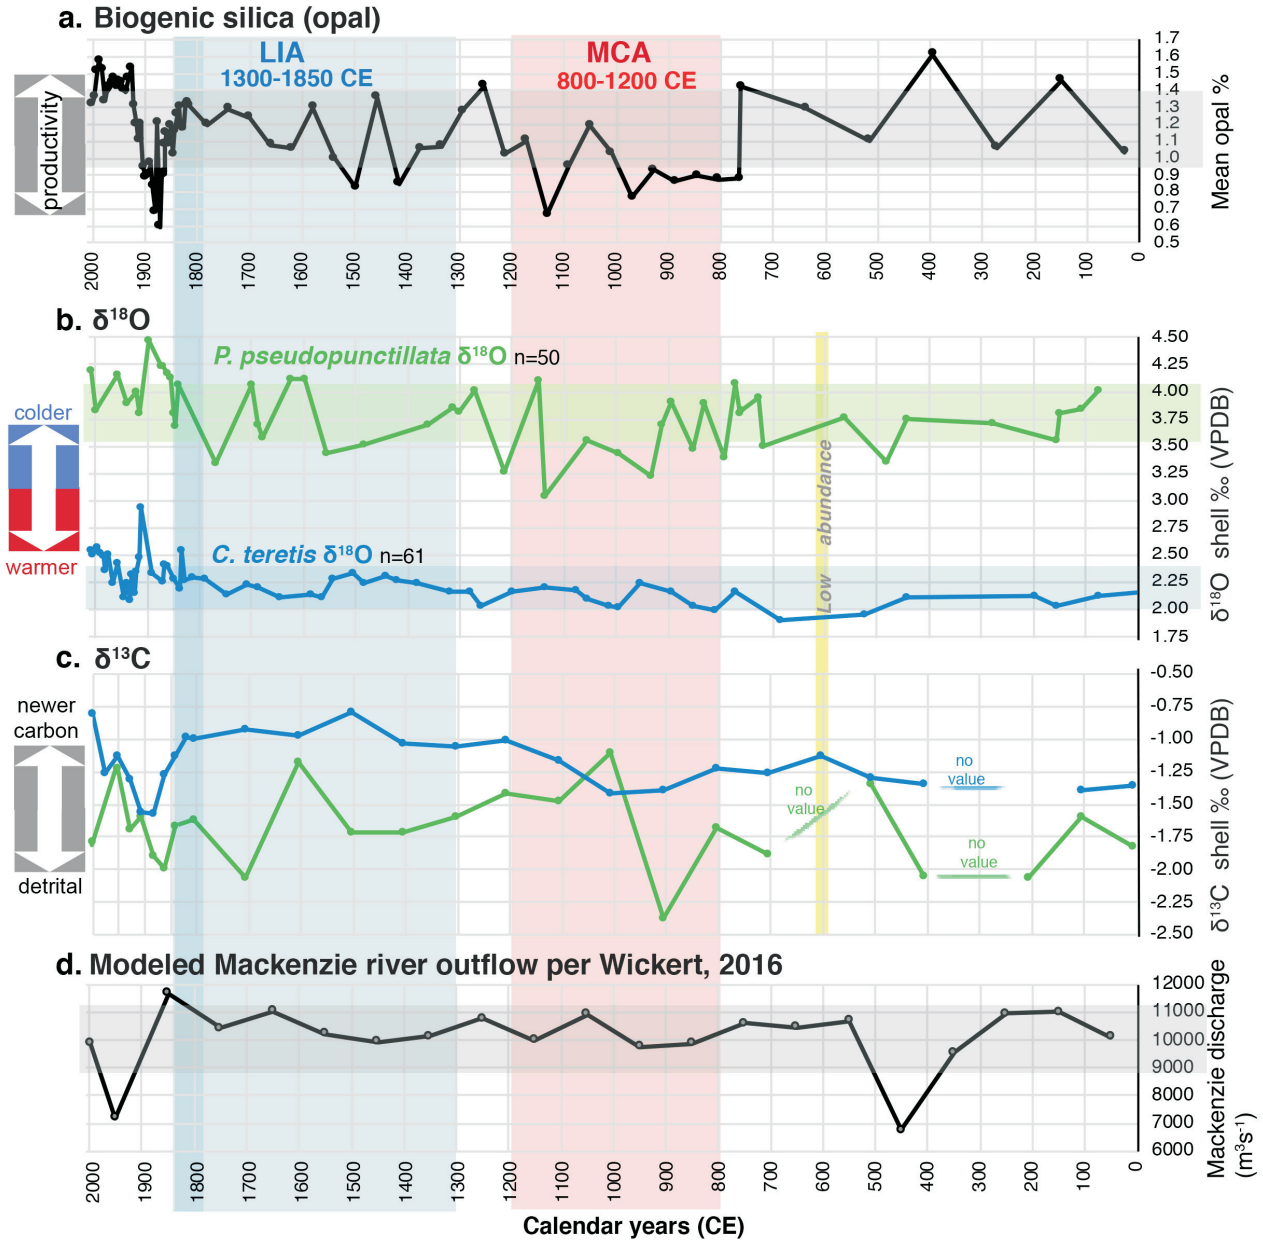 a. Biogenic silica (opal)
LIA
1300-1850 CE
MCA
800-1200 CE
productivity
1.7
1.6
1.5
1.4
1.3
1.2
1.1
1.0
0.9
0.8
0.7
0.6
0.5
Mean opal %
2000 1900 1800 1700 1600 1500 1400 1300 1200 1100 1000 900 800 700 600 500 400 300 200 100 0
b. δ¹⁸O
P. pseudopunctillata δ¹⁸O n=50
colder
warmer
C. teretis δ¹⁸O n=61
Low abundance
4.50
4.25
4.00
3.75
3.50
3.25
3.00
2.75
2.50
2.25
2.00
1.75
δ¹⁸O shell ‰ (VPDB)
c. δ¹³C
newer
carbon
detrital
no
value
no
value
no
value
-0.50
-0.75
-1.00
-1.25
-1.50
-1.75
-2.00
-2.25
-2.50
δ¹³C shell ‰ (VPDB)
d. Modeled Mackenzie river outflow per Wickert, 2016
12000
11000
10000
9000
8000
7000
6000
Mackenzie discharge
(m³s⁻¹)
2000 1900 1800 1700 1600 1500 1400 1300 1200 1100 1000 900 800 700 600 500 400 300 200 100 0
Calendar years (CE)